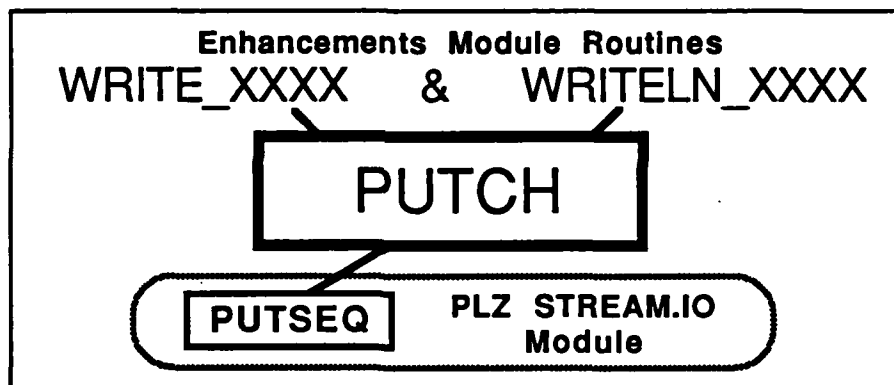 Enhancements Module Routines
WRITE_XXXX & WRITELN_XXXX
PUTCH
PUTSEQ PLZ STREAM.IO
Module